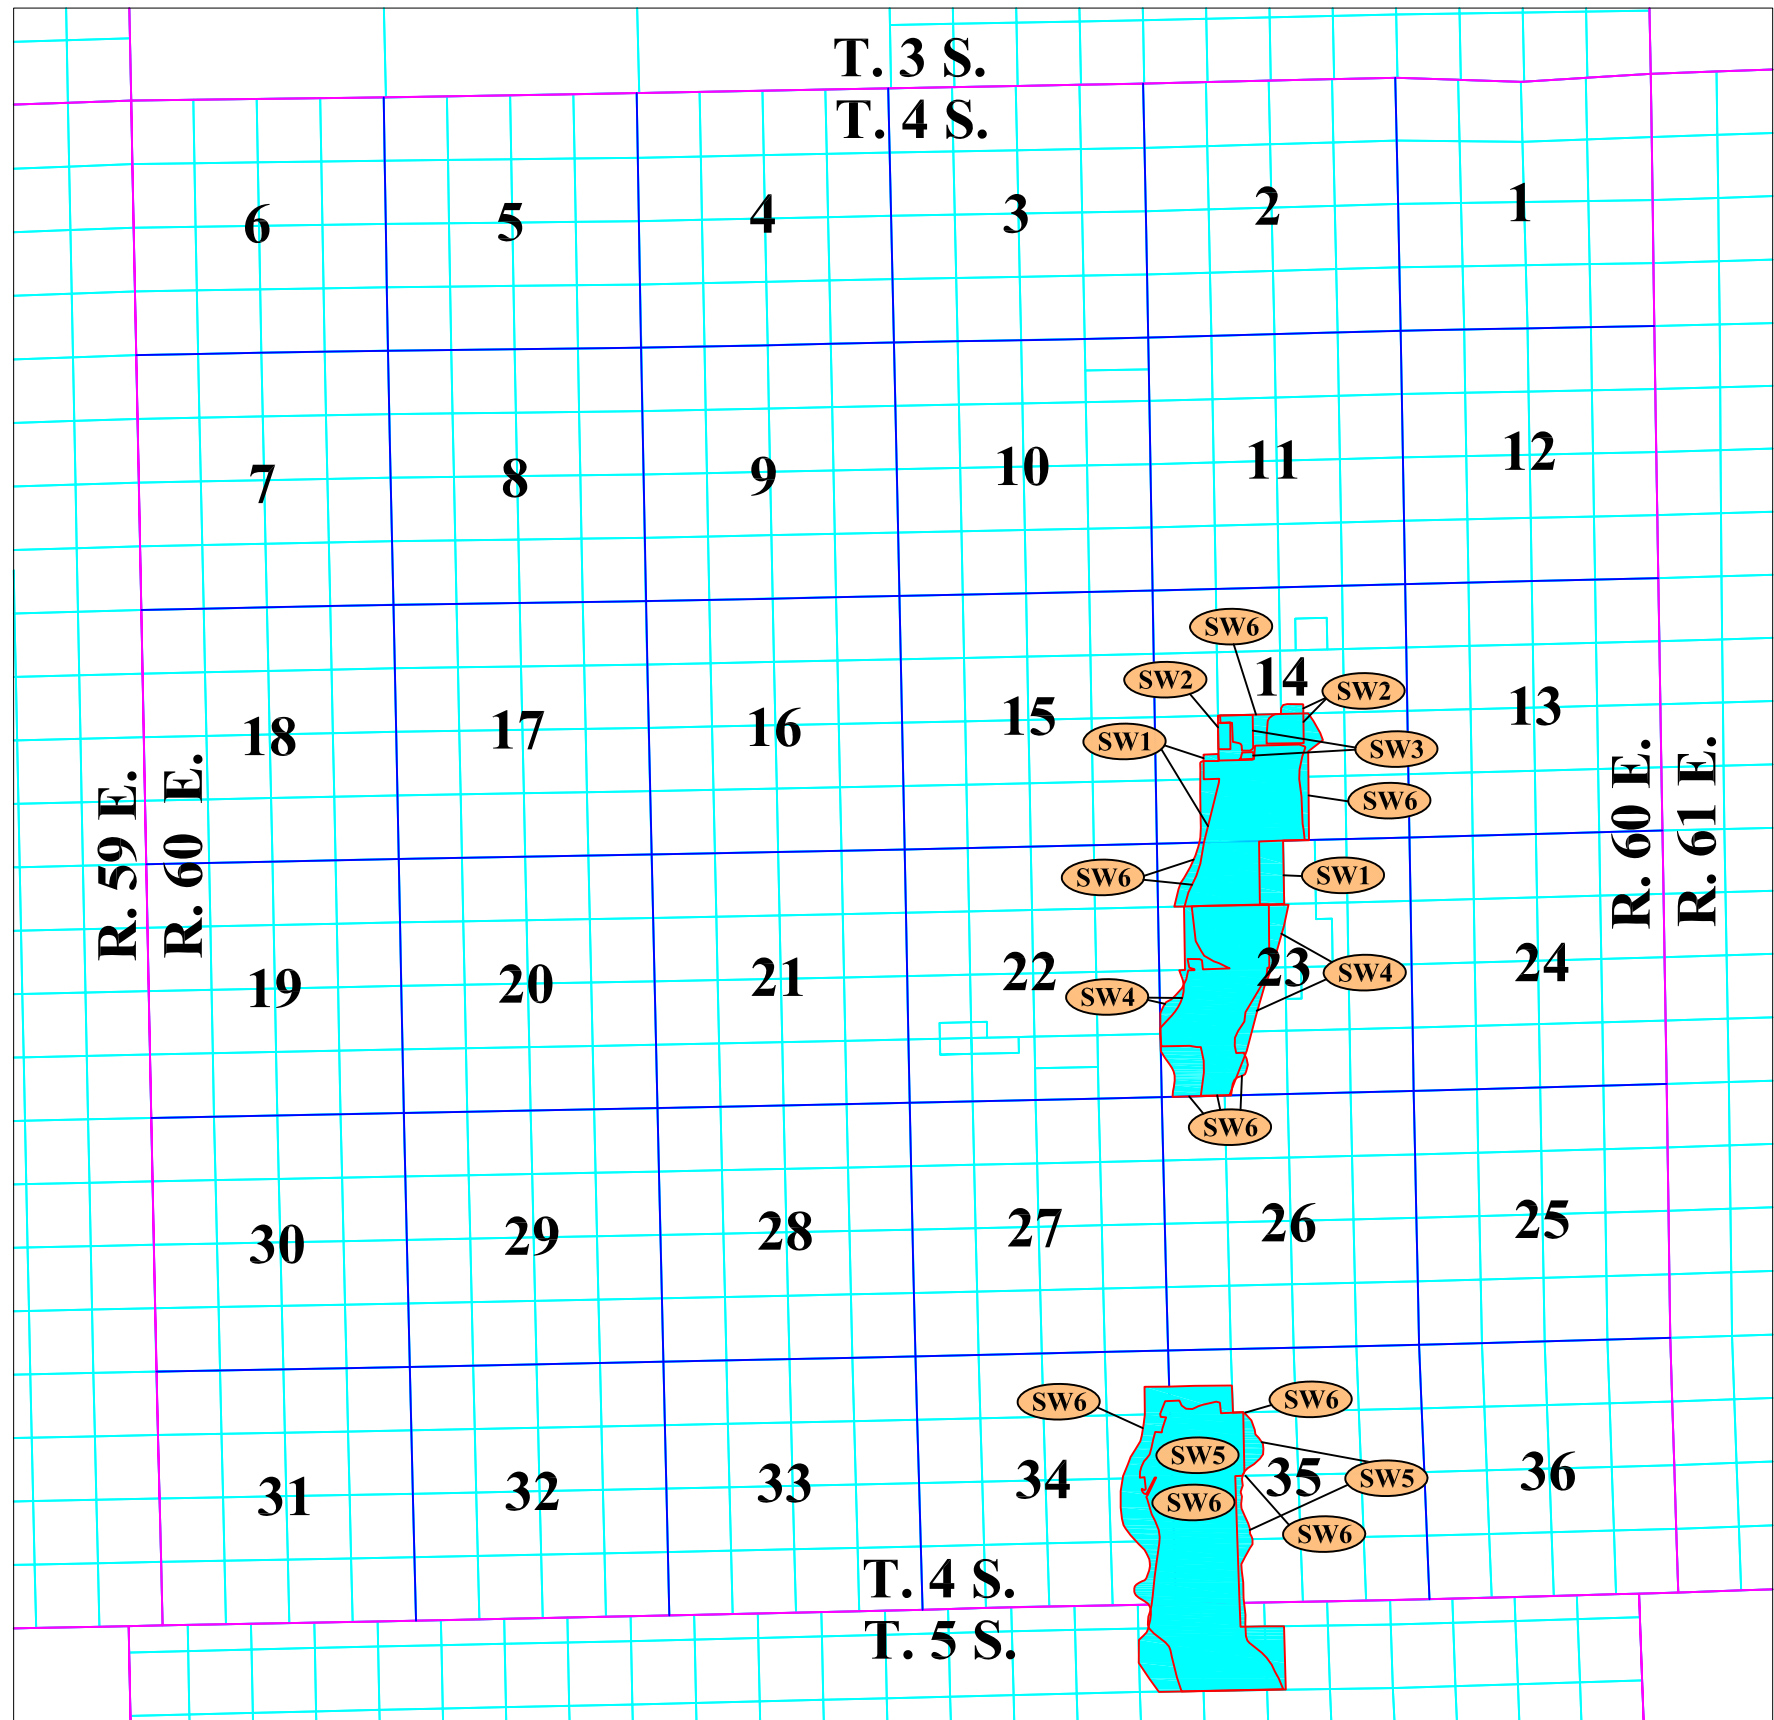 T. 3 S.
T. 4 S.
6 5 4 3 2 1
7 8 9 10 11 12
SW6
SW2 14 SW2
18 17 16 15 13
SW1 SW3
SW6
R. 59 E. R. 60 E. R. 60 E. R. 61 E.
SW6 SW1
19 20 21 22 23 24
SW4 SW4
SW6
30 29 28 27 26 25
SW6 SW6
SW5
31 32 33 34 35 36
SW5
SW6
SW6
T. 4 S.
T. 5 S.